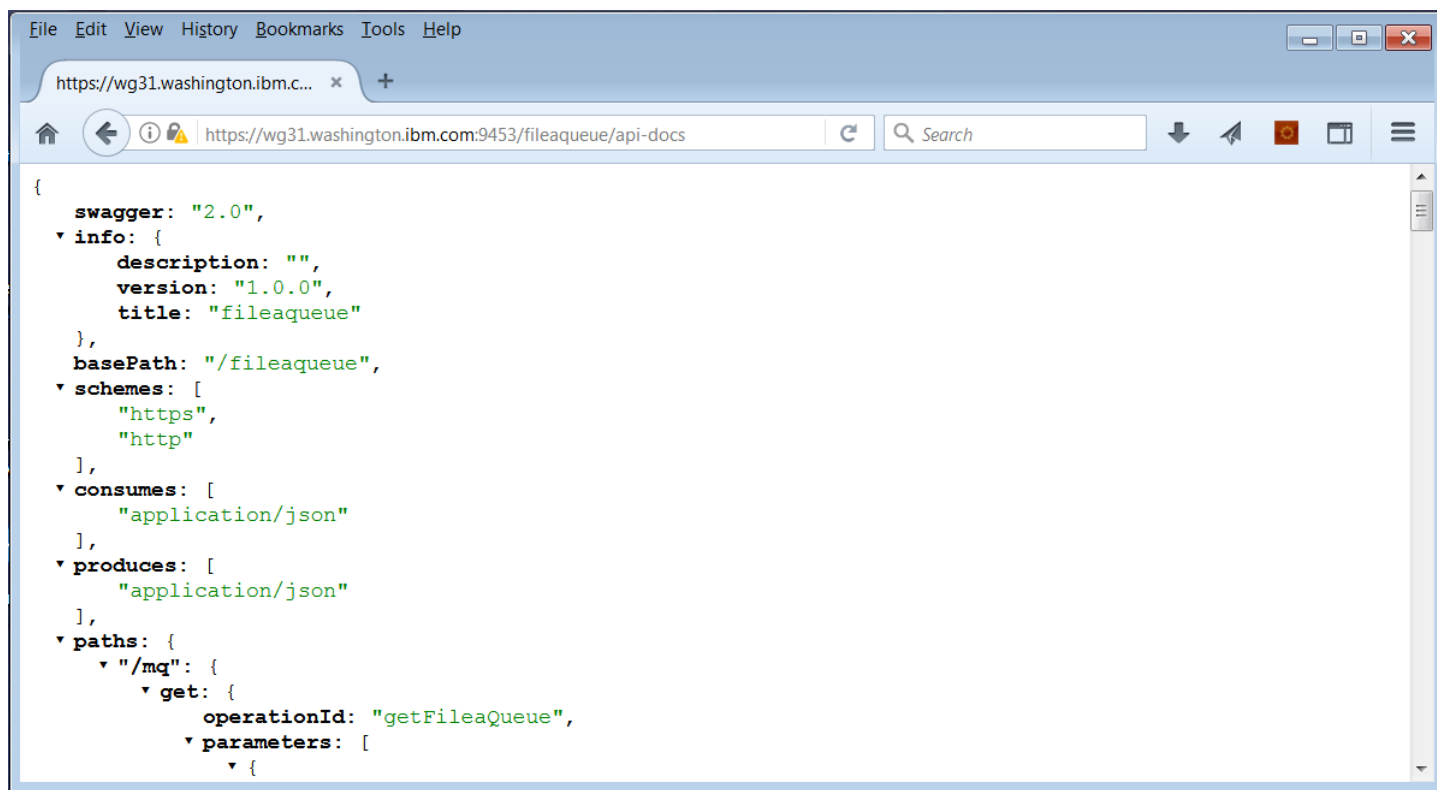 File Edit View History Bookmarks Tools Help
https://wg31.washington.ibm.c... × +
https://wg31.washington.ibm.com:9453/fileaqueue/api-docs Search
{
swagger: "2.0",
info: {
description: "",
version: "1.0.0",
title: "fileaqueue"
},
basePath: "/fileaqueue",
schemes: [
"https",
"http"
],
consumes: [
"application/json"
],
produces: [
"application/json"
],
paths: {
"/mq": {
get: {
operationId: "getFileaQueue",
parameters: [
{